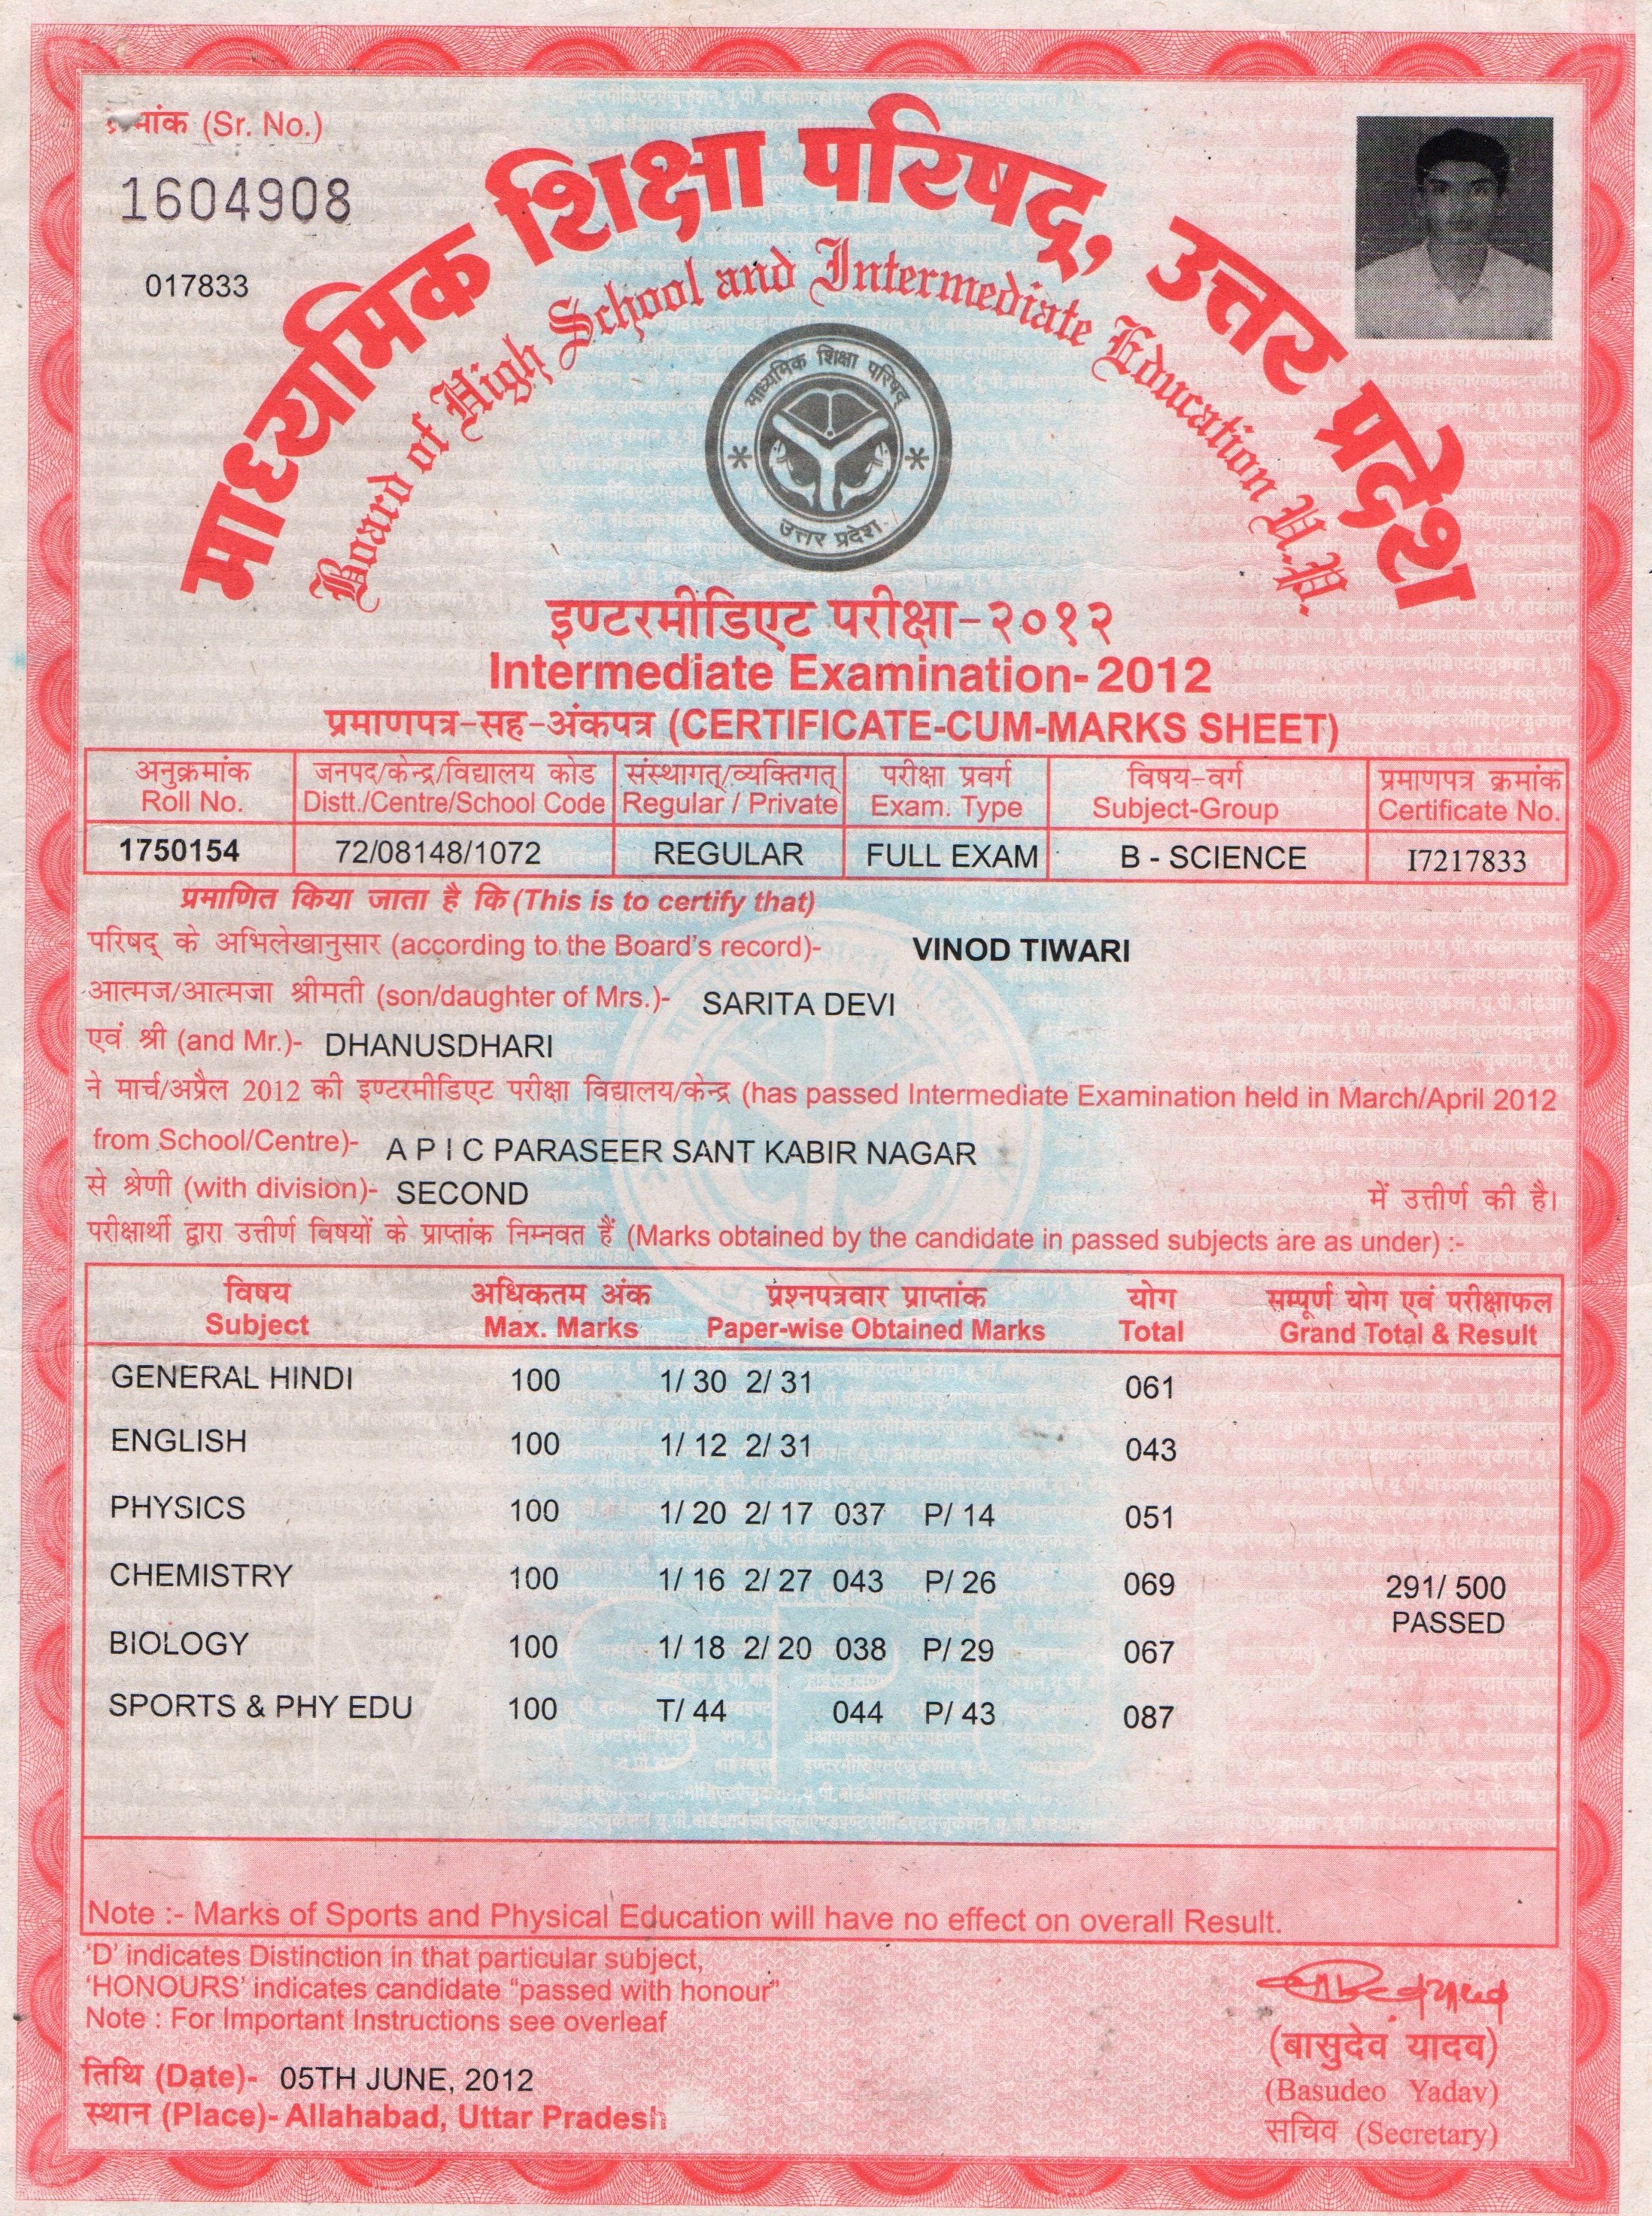 क्रमांक (Sr. No.)
1604908
017833
माध्यमिक शिक्षा परिषद्, उत्तर प्रदेश
Board of High School and Intermediate Education U.P.
माध्यमिक शिक्षा परिषद्
उत्तर प्रदेश
इण्टरमीडिएट परीक्षा-२०१२
Intermediate Examination-2012
प्रमाणपत्र-सह-अंकपत्र (CERTIFICATE-CUM-MARKS SHEET)
अनुक्रमांक जनपद/केन्द्र/विद्यालय कोड संस्थागत्/व्यक्तिगत् परीक्षा प्रवर्ग विषय-वर्ग प्रमाणपत्र क्रमांक
Roll No. Distt./Centre/School Code Regular / Private Exam. Type Subject-Group Certificate No.
1750154 72/08148/1072 REGULAR FULL EXAM B - SCIENCE I7217833
प्रमाणित किया जाता है कि (This is to certify that)
परिषद् के अभिलेखानुसार (according to the Board's record)- VINOD TIWARI
आत्मज/आत्मजा श्रीमती (son/daughter of Mrs.)- SARITA DEVI
एवं श्री (and Mr.)- DHANUSDHARI
ने मार्च/अप्रैल 2012 की इण्टरमीडिएट परीक्षा विद्यालय/केन्द्र (has passed Intermediate Examination held in March/April 2012
from School/Centre)- A P I C PARASEER SANT KABIR NAGAR
से श्रेणी (with division)- SECOND में उत्तीर्ण की है।
परीक्षार्थी द्वारा उत्तीर्ण विषयों के प्राप्तांक निम्नवत हैं (Marks obtained by the candidate in passed subjects are as under) :-
विषय अधिकतम अंक प्रश्नपत्रवार प्राप्तांक योग सम्पूर्ण योग एवं परीक्षाफल
Subject Max. Marks Paper-wise Obtained Marks Total Grand Total & Result
GENERAL HINDI 100 1/ 30 2/ 31 061
ENGLISH 100 1/ 12 2/ 31 043
PHYSICS 100 1/ 20 2/ 17 037 P/ 14 051
CHEMISTRY 100 1/ 16 2/ 27 043 P/ 26 069 291/ 500
PASSED
BIOLOGY 100 1/ 18 2/ 20 038 P/ 29 067
SPORTS & PHY EDU 100 T/ 44 044 P/ 43 087
Note :- Marks of Sports and Physical Education will have no effect on overall Result.
'D' indicates Distinction in that particular subject,
'HONOURS' indicates candidate "passed with honour"
Note : For Important Instructions see overleaf
तिथि (Date)- 05TH JUNE, 2012
स्थान (Place)- Allahabad, Uttar Pradesh
(बासुदेव यादव)
(Basudeo Yadav)
सचिव (Secretary)